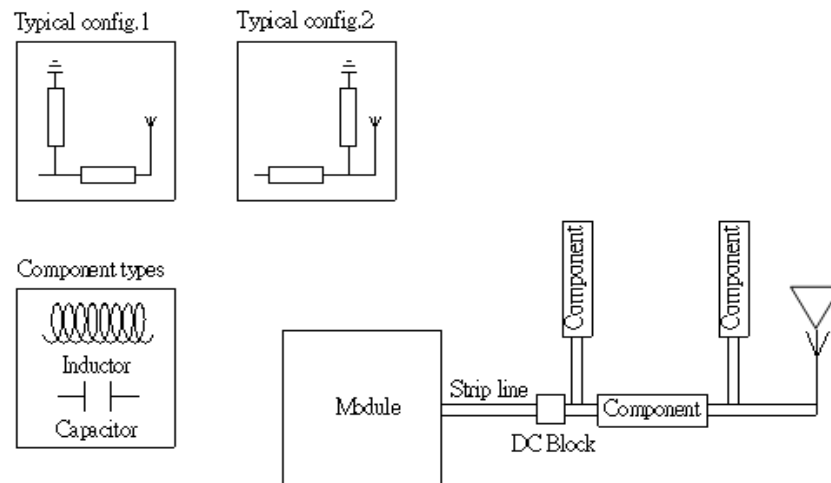 Typical config.1
Typical config.2
Component types
Inductor
Capacitor
Module
Strip line
DC Block
Component
Component
Component